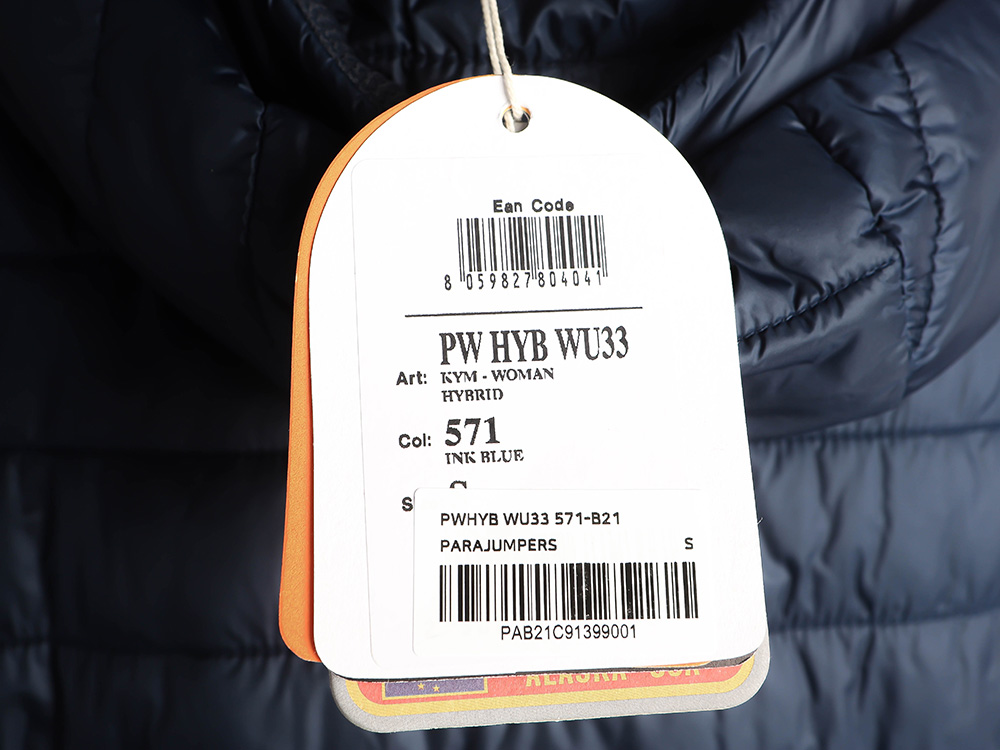 Ean Code
8 059827 804041
PW HYB WU33
Art: KYM - WOMAN
HYBRID
Col: 571
INK BLUE
S
PWHYB WU33 571-B21
PARAJUMPERS S
PAB21C91399001